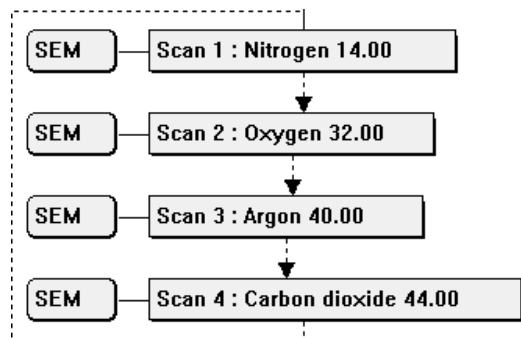 SEM Scan 1 : Nitrogen 14.00
SEM Scan 2 : Oxygen 32.00
SEM Scan 3 : Argon 40.00
SEM Scan 4 : Carbon dioxide 44.00